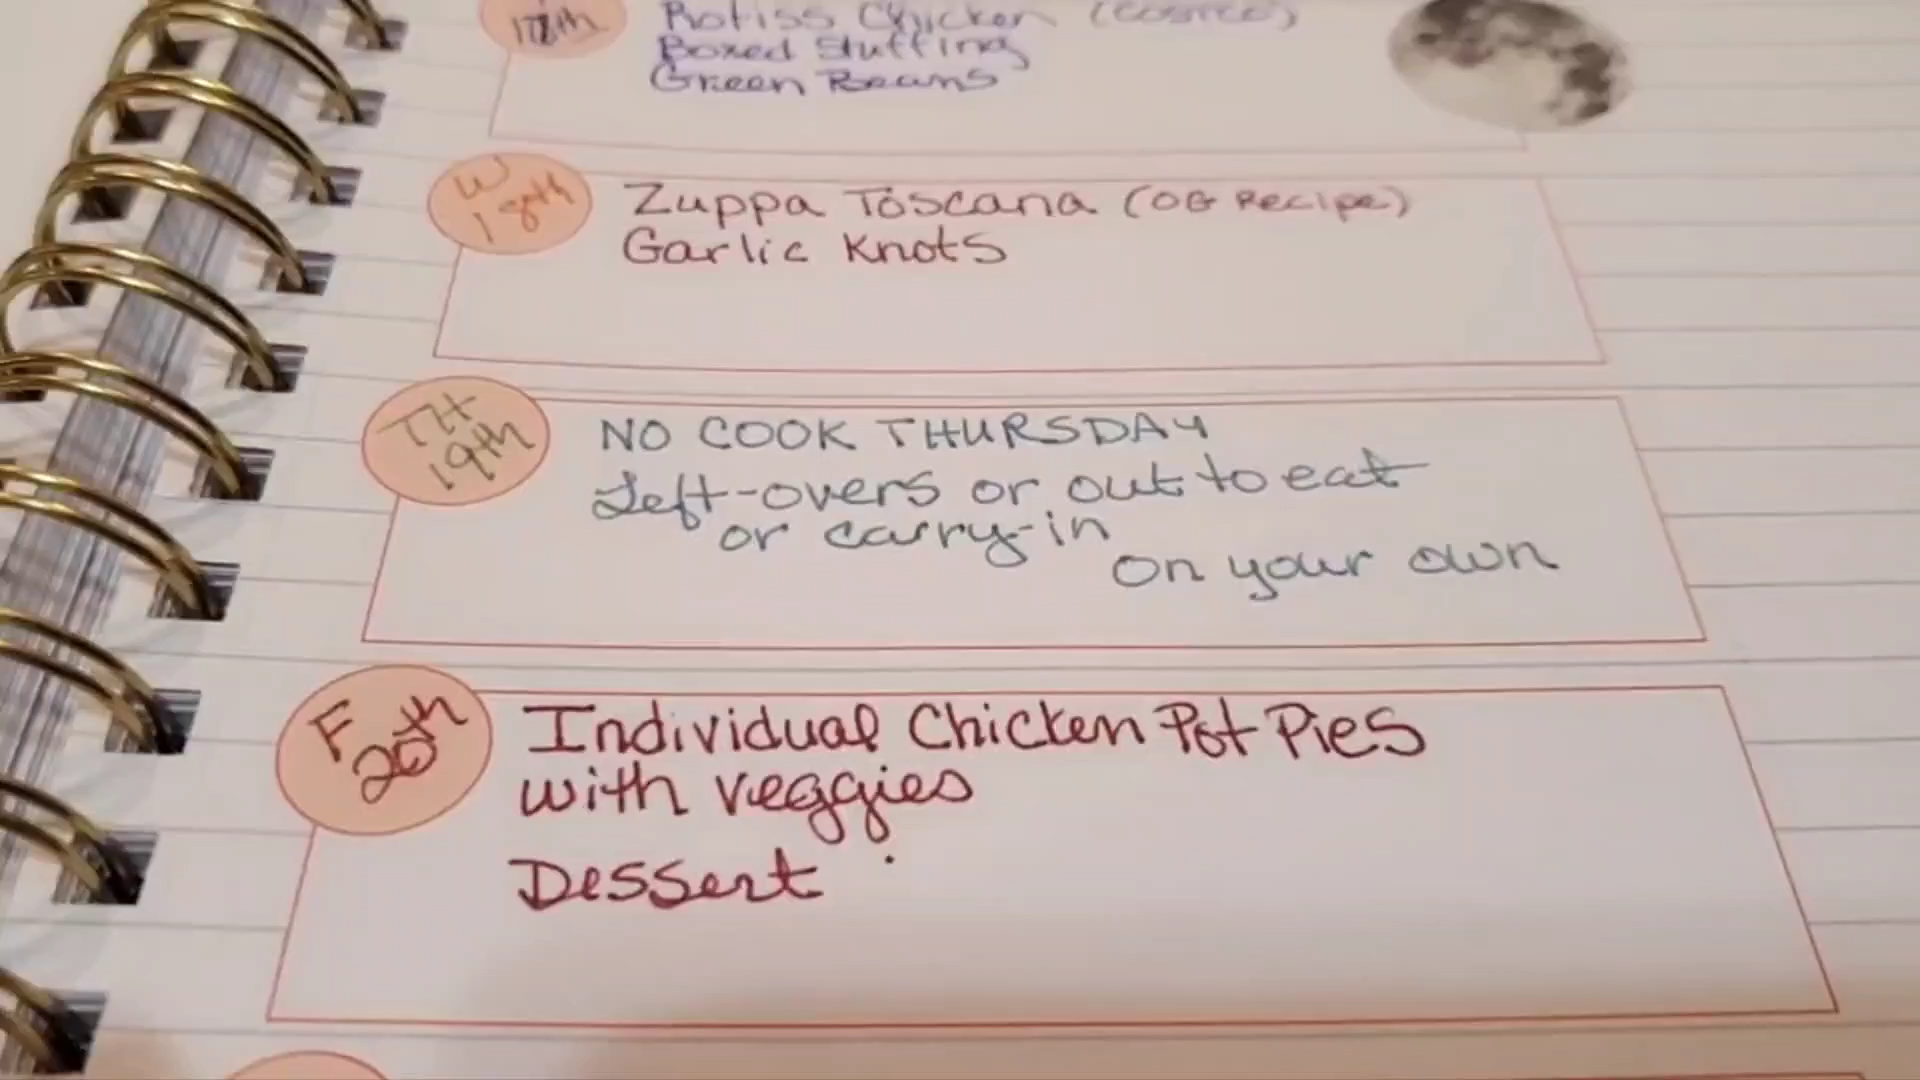 17th
Rotiss Chicken (Costco)
Boxed Stuffing
Green Beans
W
18th
Zuppa Toscana (OG Recipe)
Garlic Knots
TH
19th
NO COOK THURSDAY
Left-overs or out to eat
or carry-in
on your own
F
20th
Individual Chicken Pot Pies
with veggies
Dessert